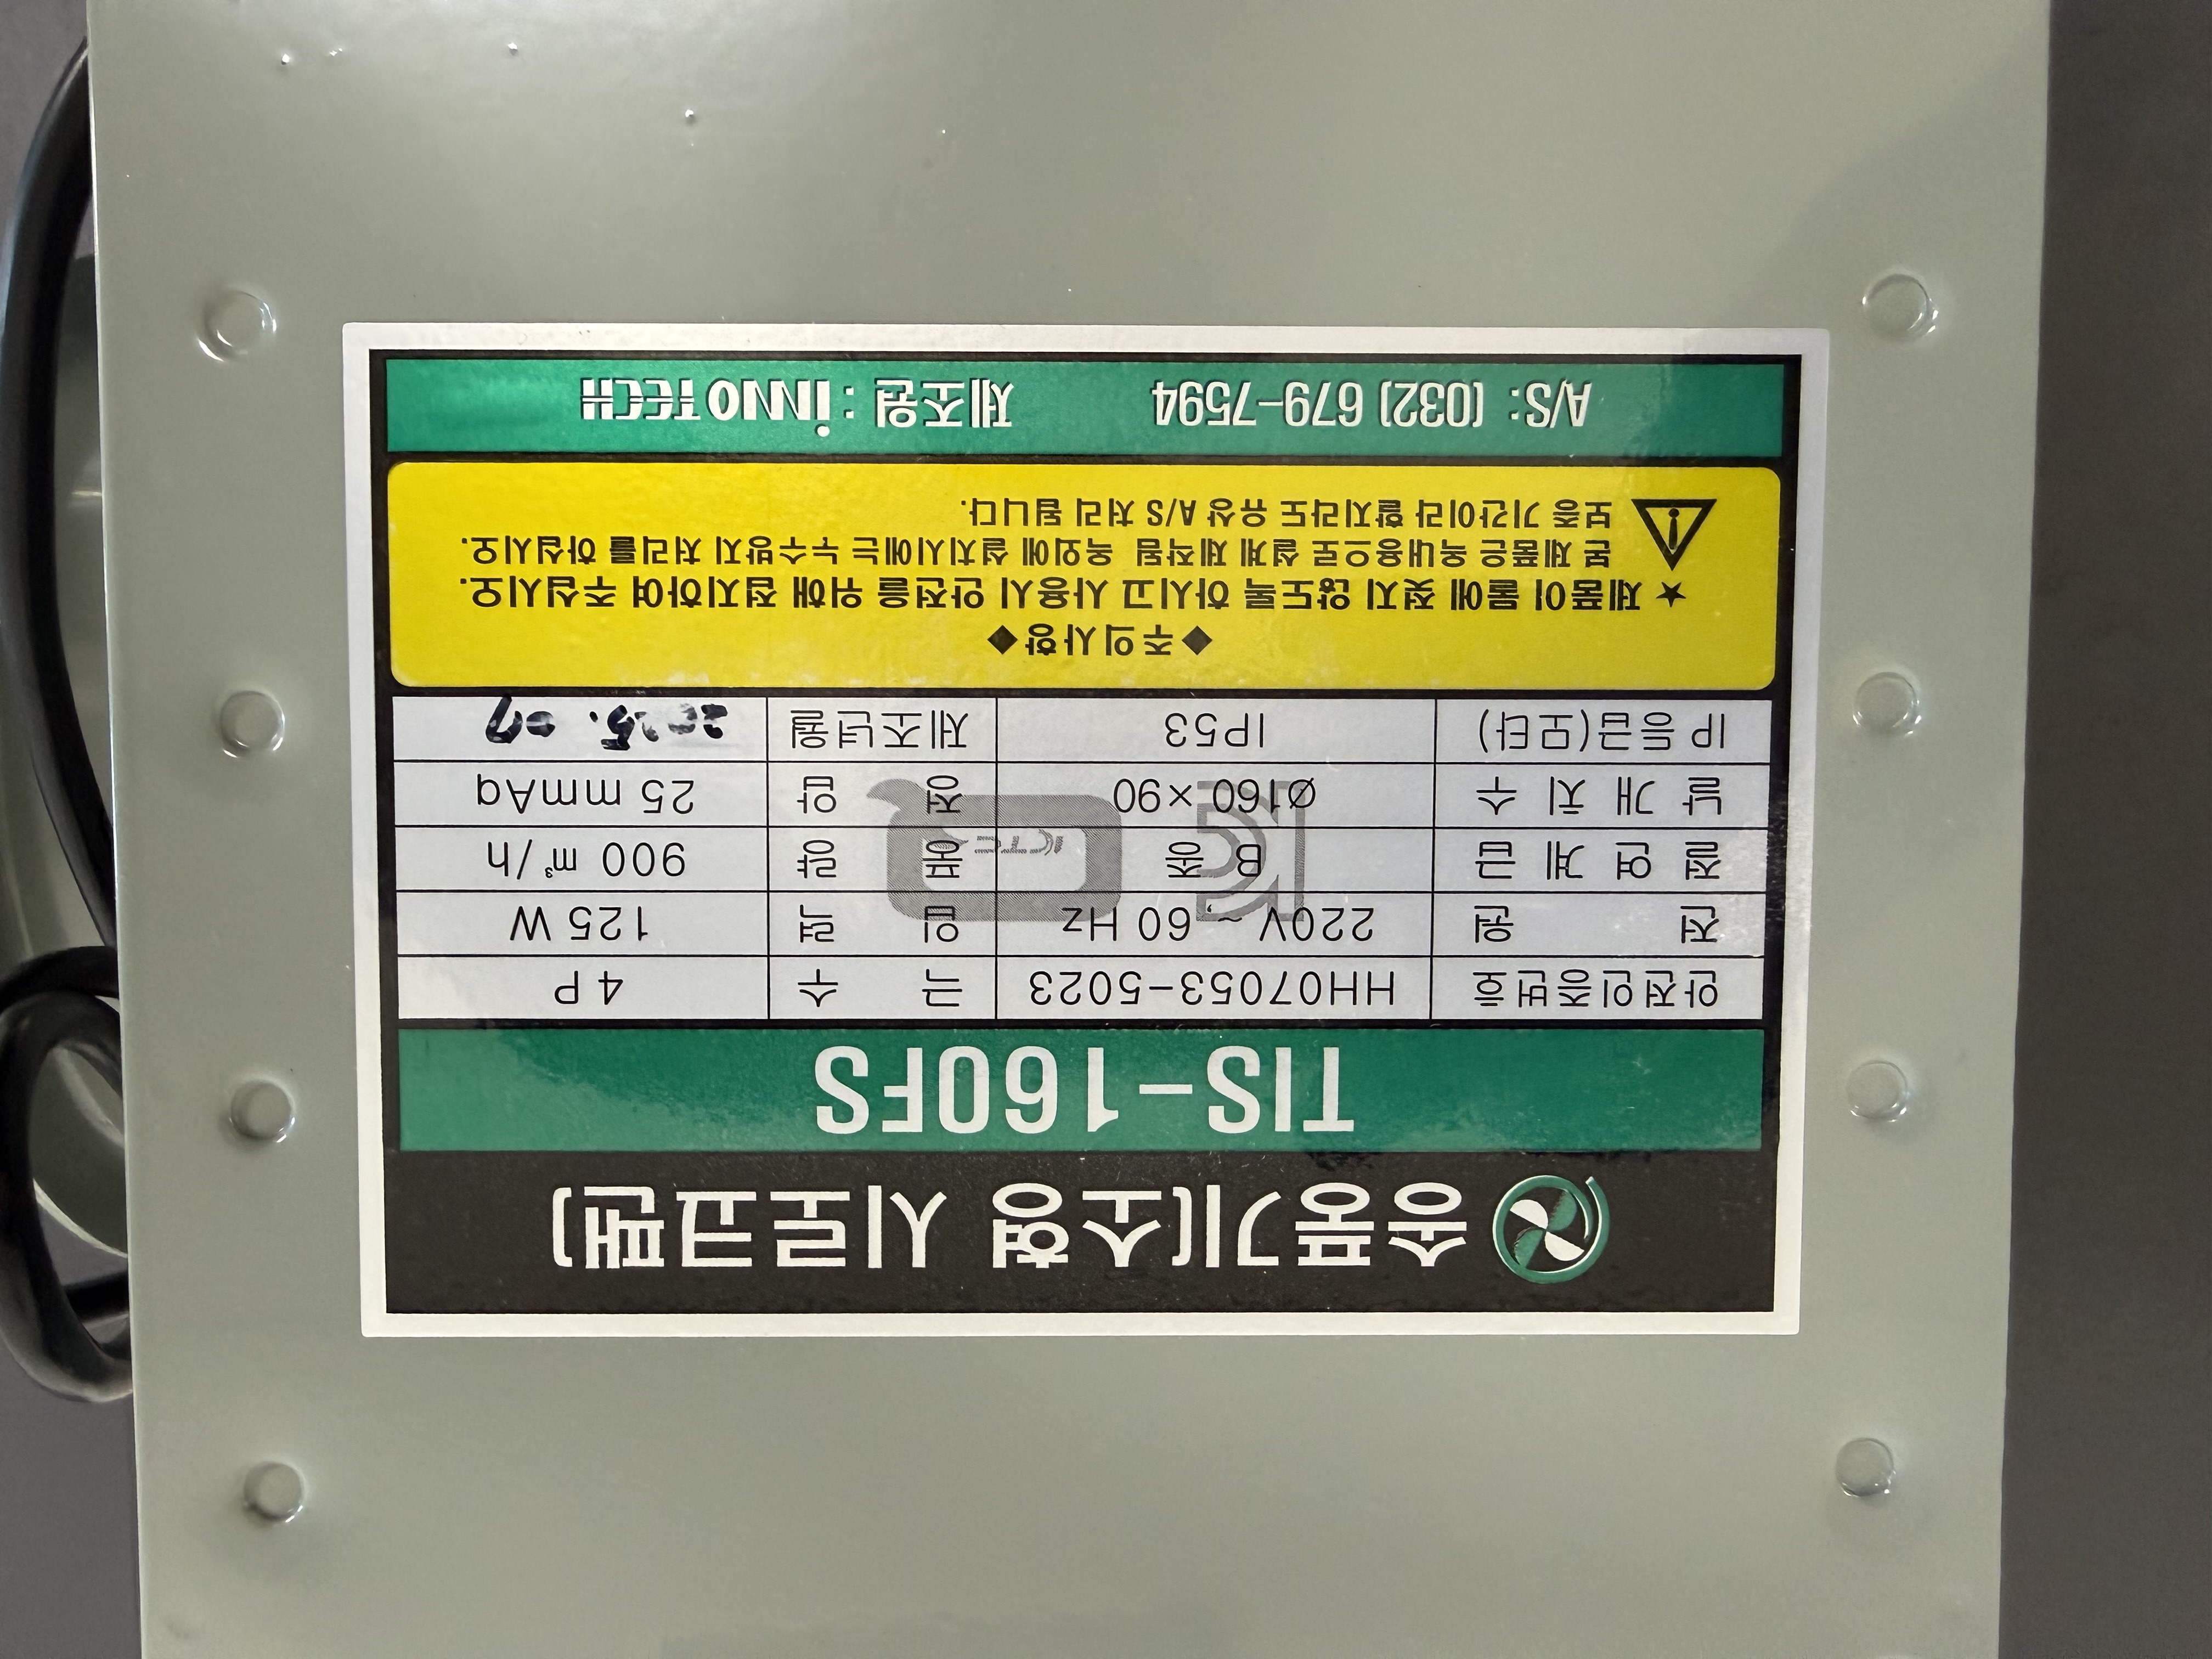 송풍기(소형 시로코팬)
TIS-160FS
안전인증번호 HH07053-5023 극 수 4 P
전 원 220V ~, 60 Hz 입 력 125 W
절 연 계 급 B 종 풍 량 900 ㎥/h
날 개 치 수 Ø160×90 정 압 25 mmAq
IP등급(모터) IP53 제조년월 2025. 07
KTC
◆주의사항◆
★ 제품이 물에 젖지 않도록 하시고 사용시 안전을 위해 접지하여 주십시오.
본 제품은 옥내용으로 설계 제작됨 옥외에 설치시에는 누수방지 처리를 하십시오.
보증 기간이라 할지라도 유상 A/S 처리 됩니다.
A/S: (032) 679-7594 제조원 : iNNO TECH